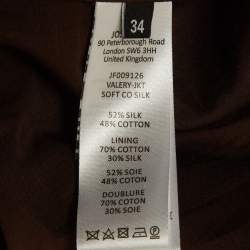 34
90 Peterborough Road
London SW6 3HH
United Kingdom
JF009126
VALERY-JKT
SOFT CO SILK
52% SILK
48% COTTON
LINING
70% COTTON
30% SILK
52% SOIE
48% COTON
DOUBLURE
70% COTON
30% SOIE